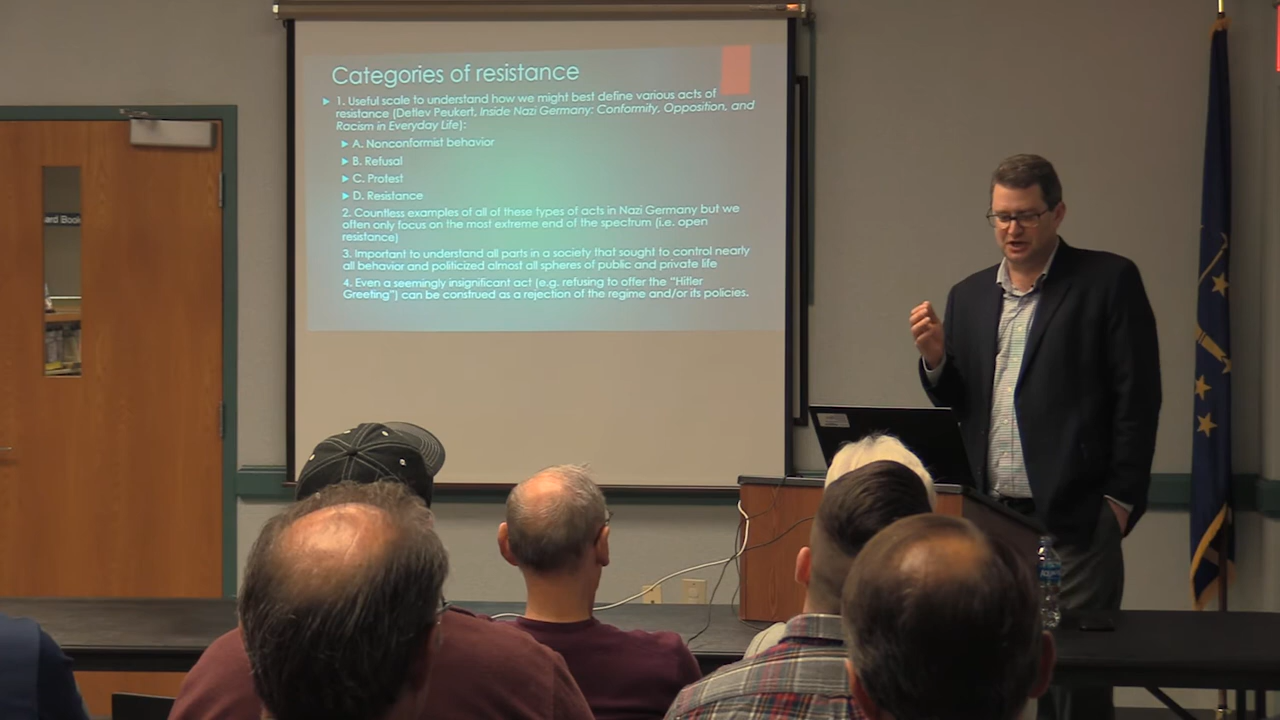 Categories of resistance
1. Useful scale to understand how we might best define various acts of
resistance (Detlev Peukert, Inside Nazi Germany: Conformity, Opposition, and
Racism in Everyday Life):
A. Nonconformist behavior
B. Refusal
C. Protest
D. Resistance
2. Countless examples of all of these types of acts in Nazi Germany but we
often only focus on the most extreme end of the spectrum (i.e. open
resistance)
3. Important to understand all parts in a society that sought to control nearly
all behavior and politicized almost all spheres of public and private life
4. Even a seemingly insignificant act (e.g. refusing to offer the "Hitler
Greeting") can be construed as a rejection of the regime and/or its policies.
ard Book